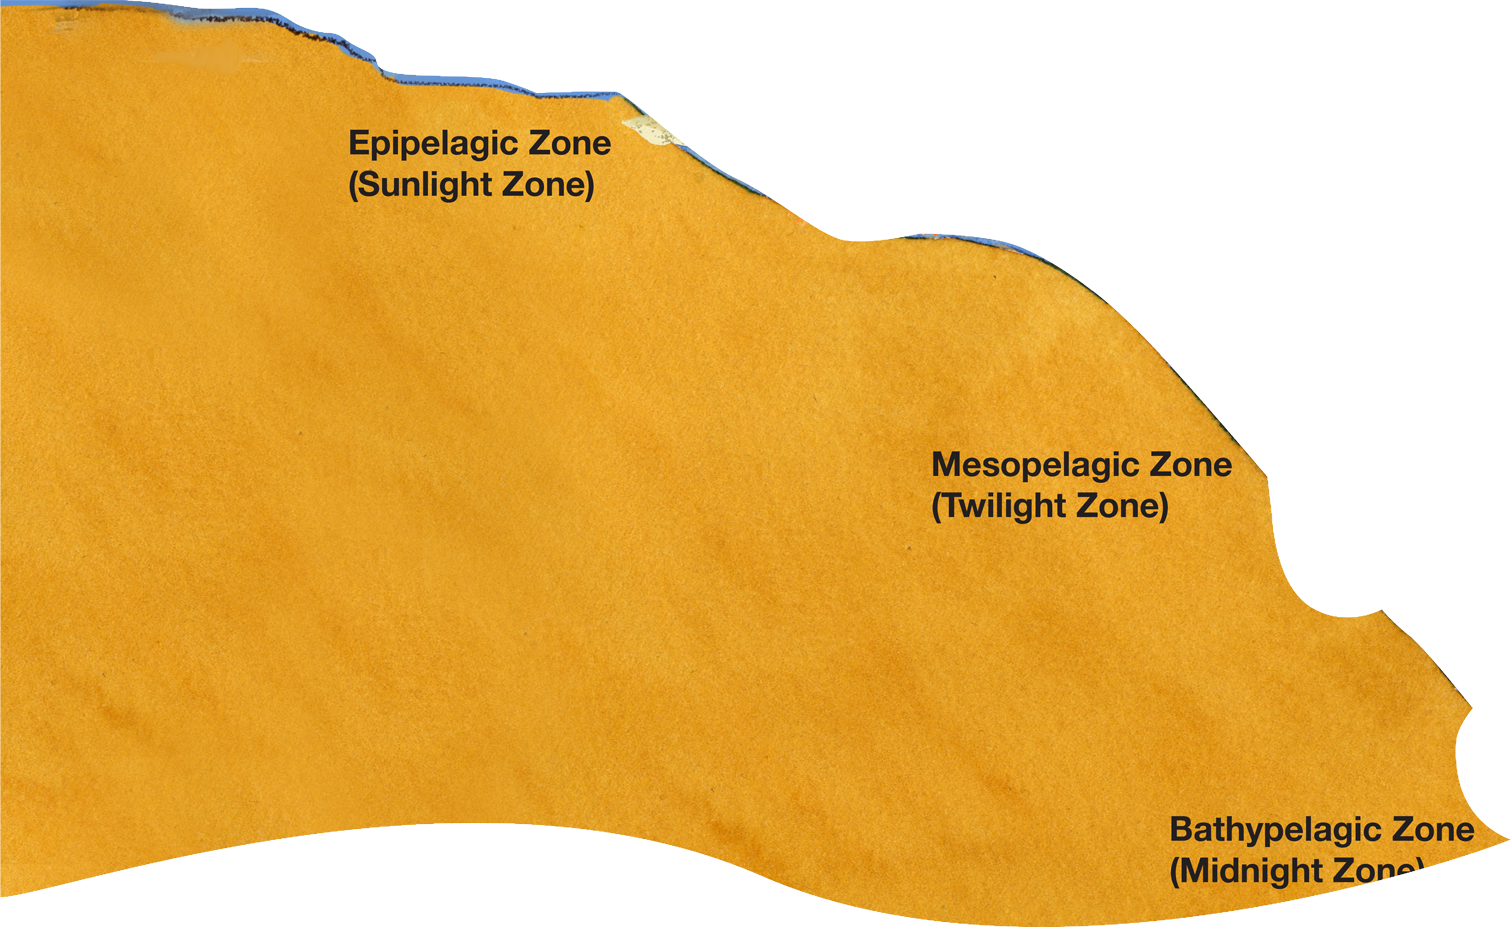 Epipelagic Zone
(Sunlight Zone)
Mesopelagic Zone
(Twilight Zone)
Bathypelagic Zone
(Midnight Zone)